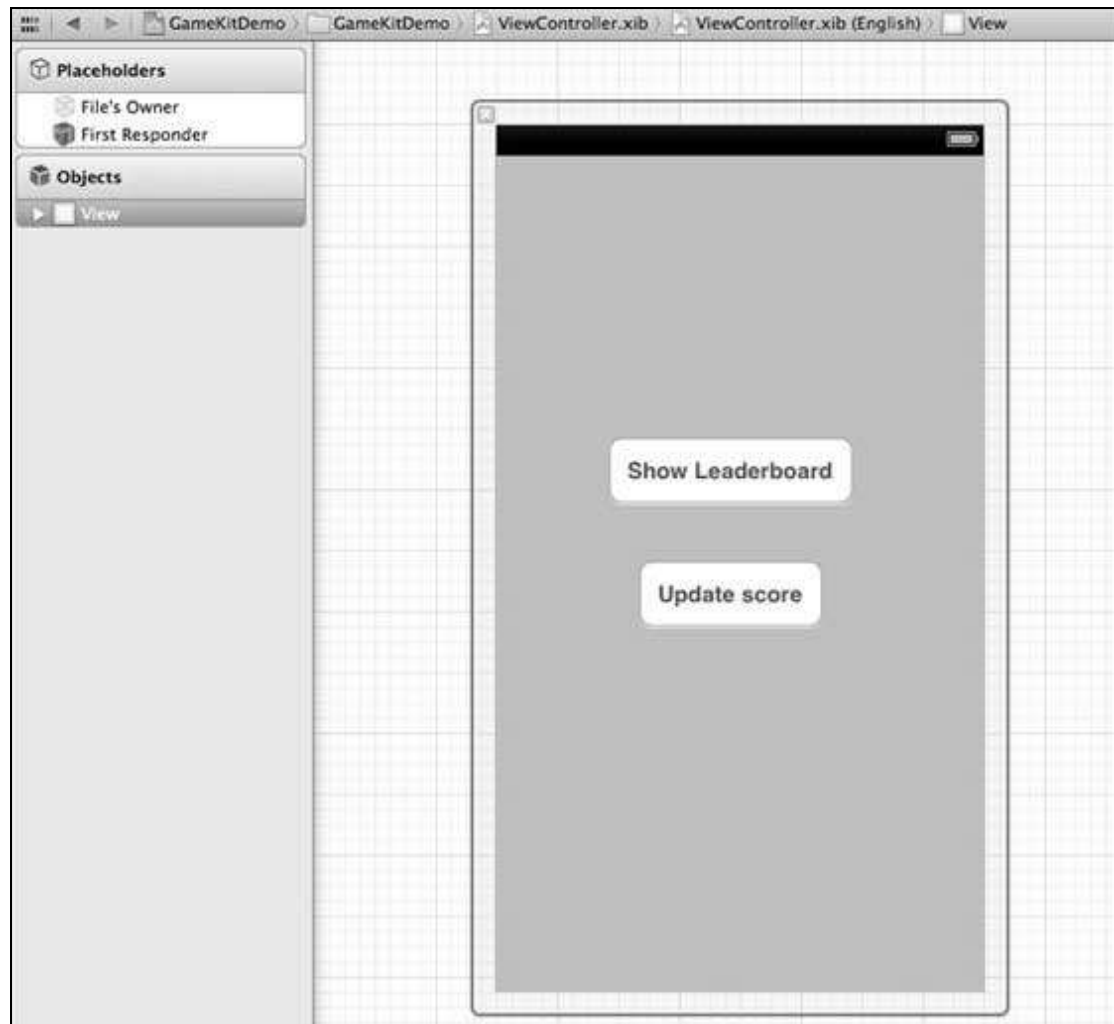 GameKitDemo GameKitDemo ViewController.xib ViewController.xib (English) View
Placeholders
File's Owner
First Responder
Objects
View
Show Leaderboard
Update score